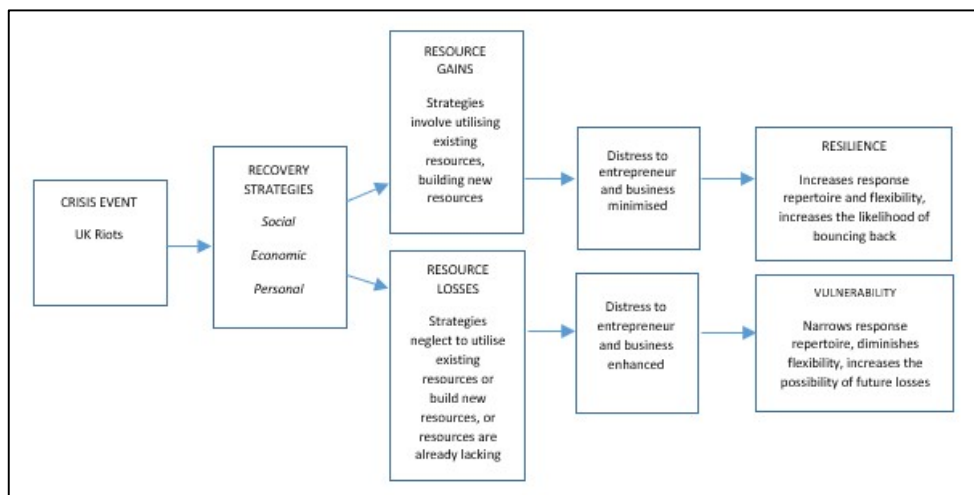 CRISIS EVENT
UK Riots
RECOVERY
STRATEGIES
Social
Economic
Personal
RESOURCE
GAINS
Strategies
involve utilising
existing
resources,
building new
resources
Distress to
entrepreneur
and business
minimised
RESILIENCE
Increases response
repertoire and flexibility,
increases the likelihood of
bouncing back
RESOURCE
LOSSES
Strategies
neglect to utilise
existing
resources or
build new
resources, or
resources are
already lacking
Distress to
entrepreneur
and business
enhanced
VULNERABILITY
Narrows response
repertoire, diminishes
flexibility, increases the
possibility of future losses